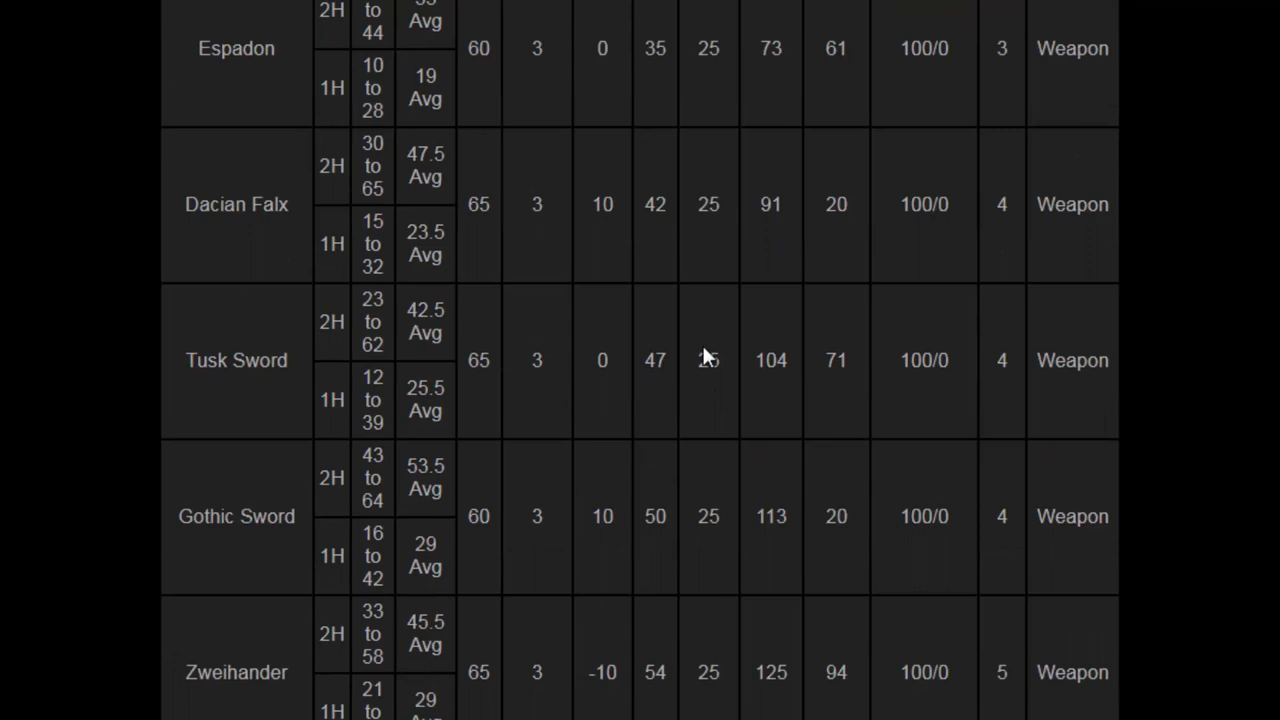 Espadon 2H to 44 Avg 60 3 0 35 25 73 61 100/0 3 Weapon
1H 10 to 28 19 Avg
Dacian Falx 2H 30 to 65 47.5 Avg 65 3 10 42 25 91 20 100/0 4 Weapon
1H 15 to 32 23.5 Avg
Tusk Sword 2H 23 to 62 42.5 Avg 65 3 0 47 25 104 71 100/0 4 Weapon
1H 12 to 39 25.5 Avg
Gothic Sword 2H 43 to 64 53.5 Avg 60 3 10 50 25 113 20 100/0 4 Weapon
1H 16 to 42 29 Avg
Zweihander 2H 33 to 58 45.5 Avg 65 3 -10 54 25 125 94 100/0 5 Weapon
1H 21 to 29 Avg